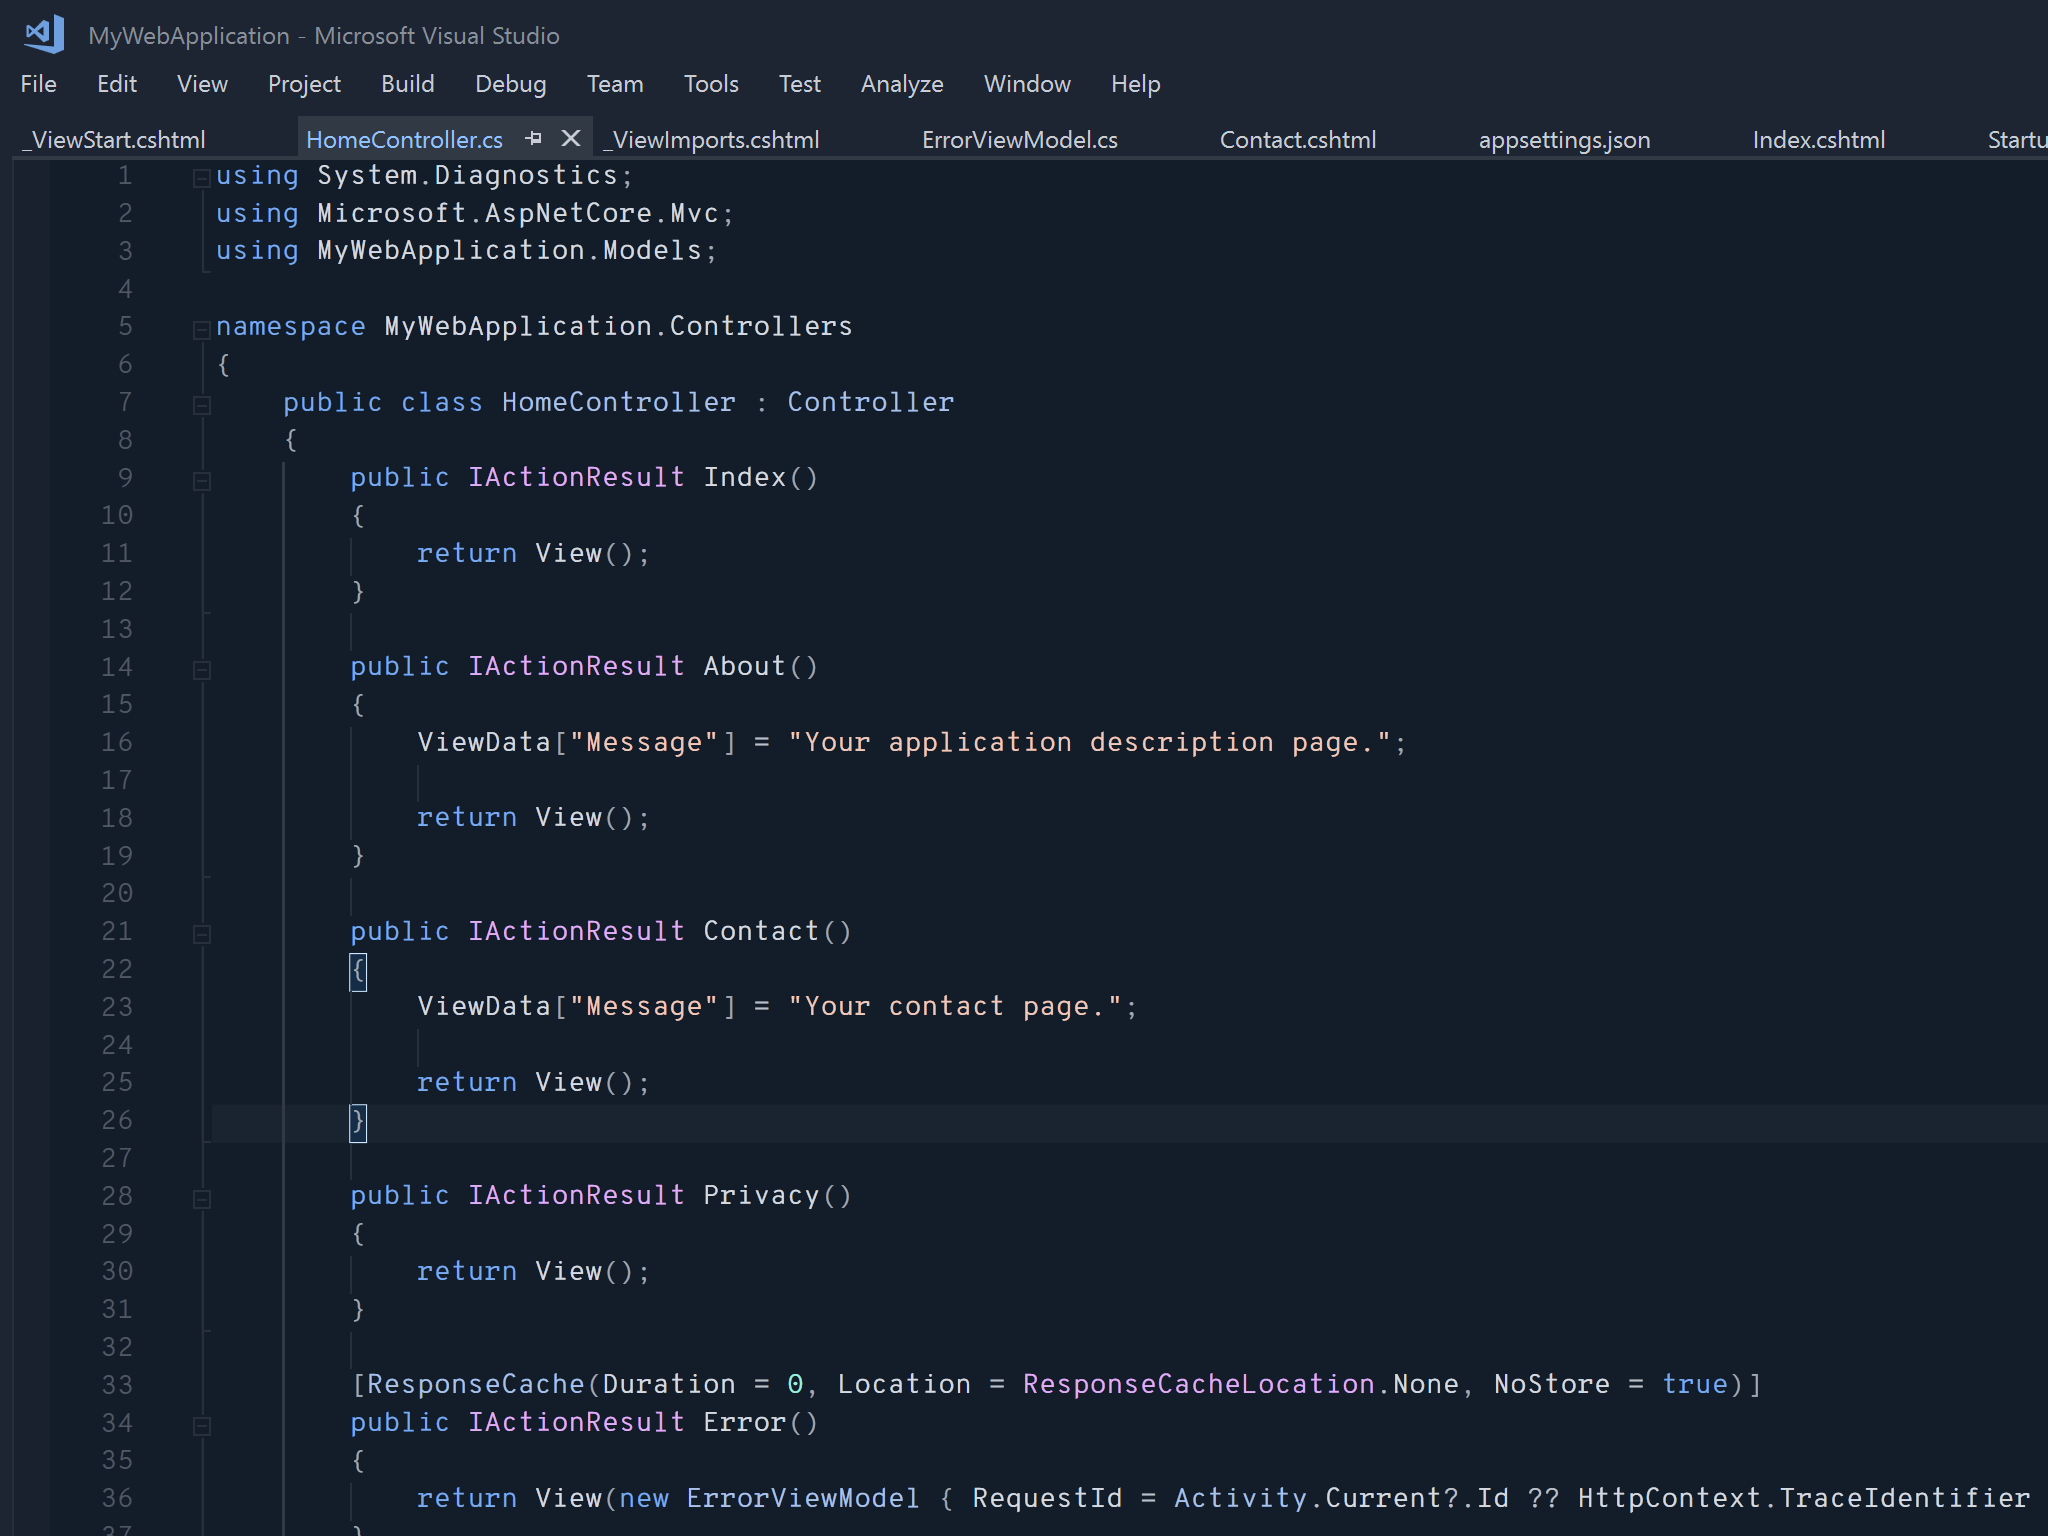 MyWebApplication - Microsoft Visual Studio
File Edit View Project Build Debug Team Tools Test Analyze Window Help
_ViewStart.cshtml HomeController.cs _ViewImports.cshtml ErrorViewModel.cs Contact.cshtml appsettings.json Index.cshtml Startu
1 using System.Diagnostics;
2 using Microsoft.AspNetCore.Mvc;
3 using MyWebApplication.Models;
4
5 namespace MyWebApplication.Controllers
6 {
7 public class HomeController : Controller
8 {
9 public IActionResult Index()
10 {
11 return View();
12 }
13
14 public IActionResult About()
15 {
16 ViewData["Message"] = "Your application description page.";
17
18 return View();
19 }
20
21 public IActionResult Contact()
22 {
23 ViewData["Message"] = "Your contact page.";
24
25 return View();
26 }
27
28 public IActionResult Privacy()
29 {
30 return View();
31 }
32
33 [ResponseCache(Duration = 0, Location = ResponseCacheLocation.None, NoStore = true)]
34 public IActionResult Error()
35 {
36 return View(new ErrorViewModel { RequestId = Activity.Current?.Id ?? HttpContext.TraceIdentifier
37 }